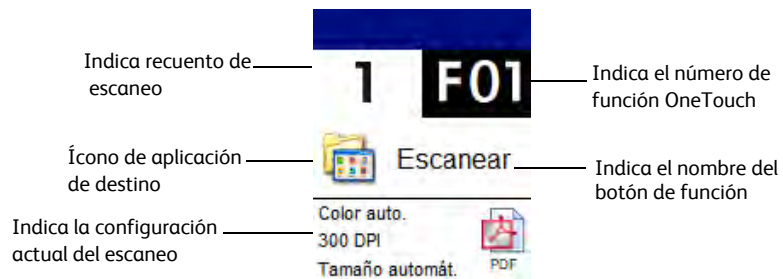 Indica recuento de
escaneo
1
F01
Indica el número de
función OneTouch
Ícono de aplicación
de destino
Escanear
Indica el nombre del
botón de función
Indica la configuración
actual del escaneo
Color auto.
300 DPI
Tamaño automát.
PDF